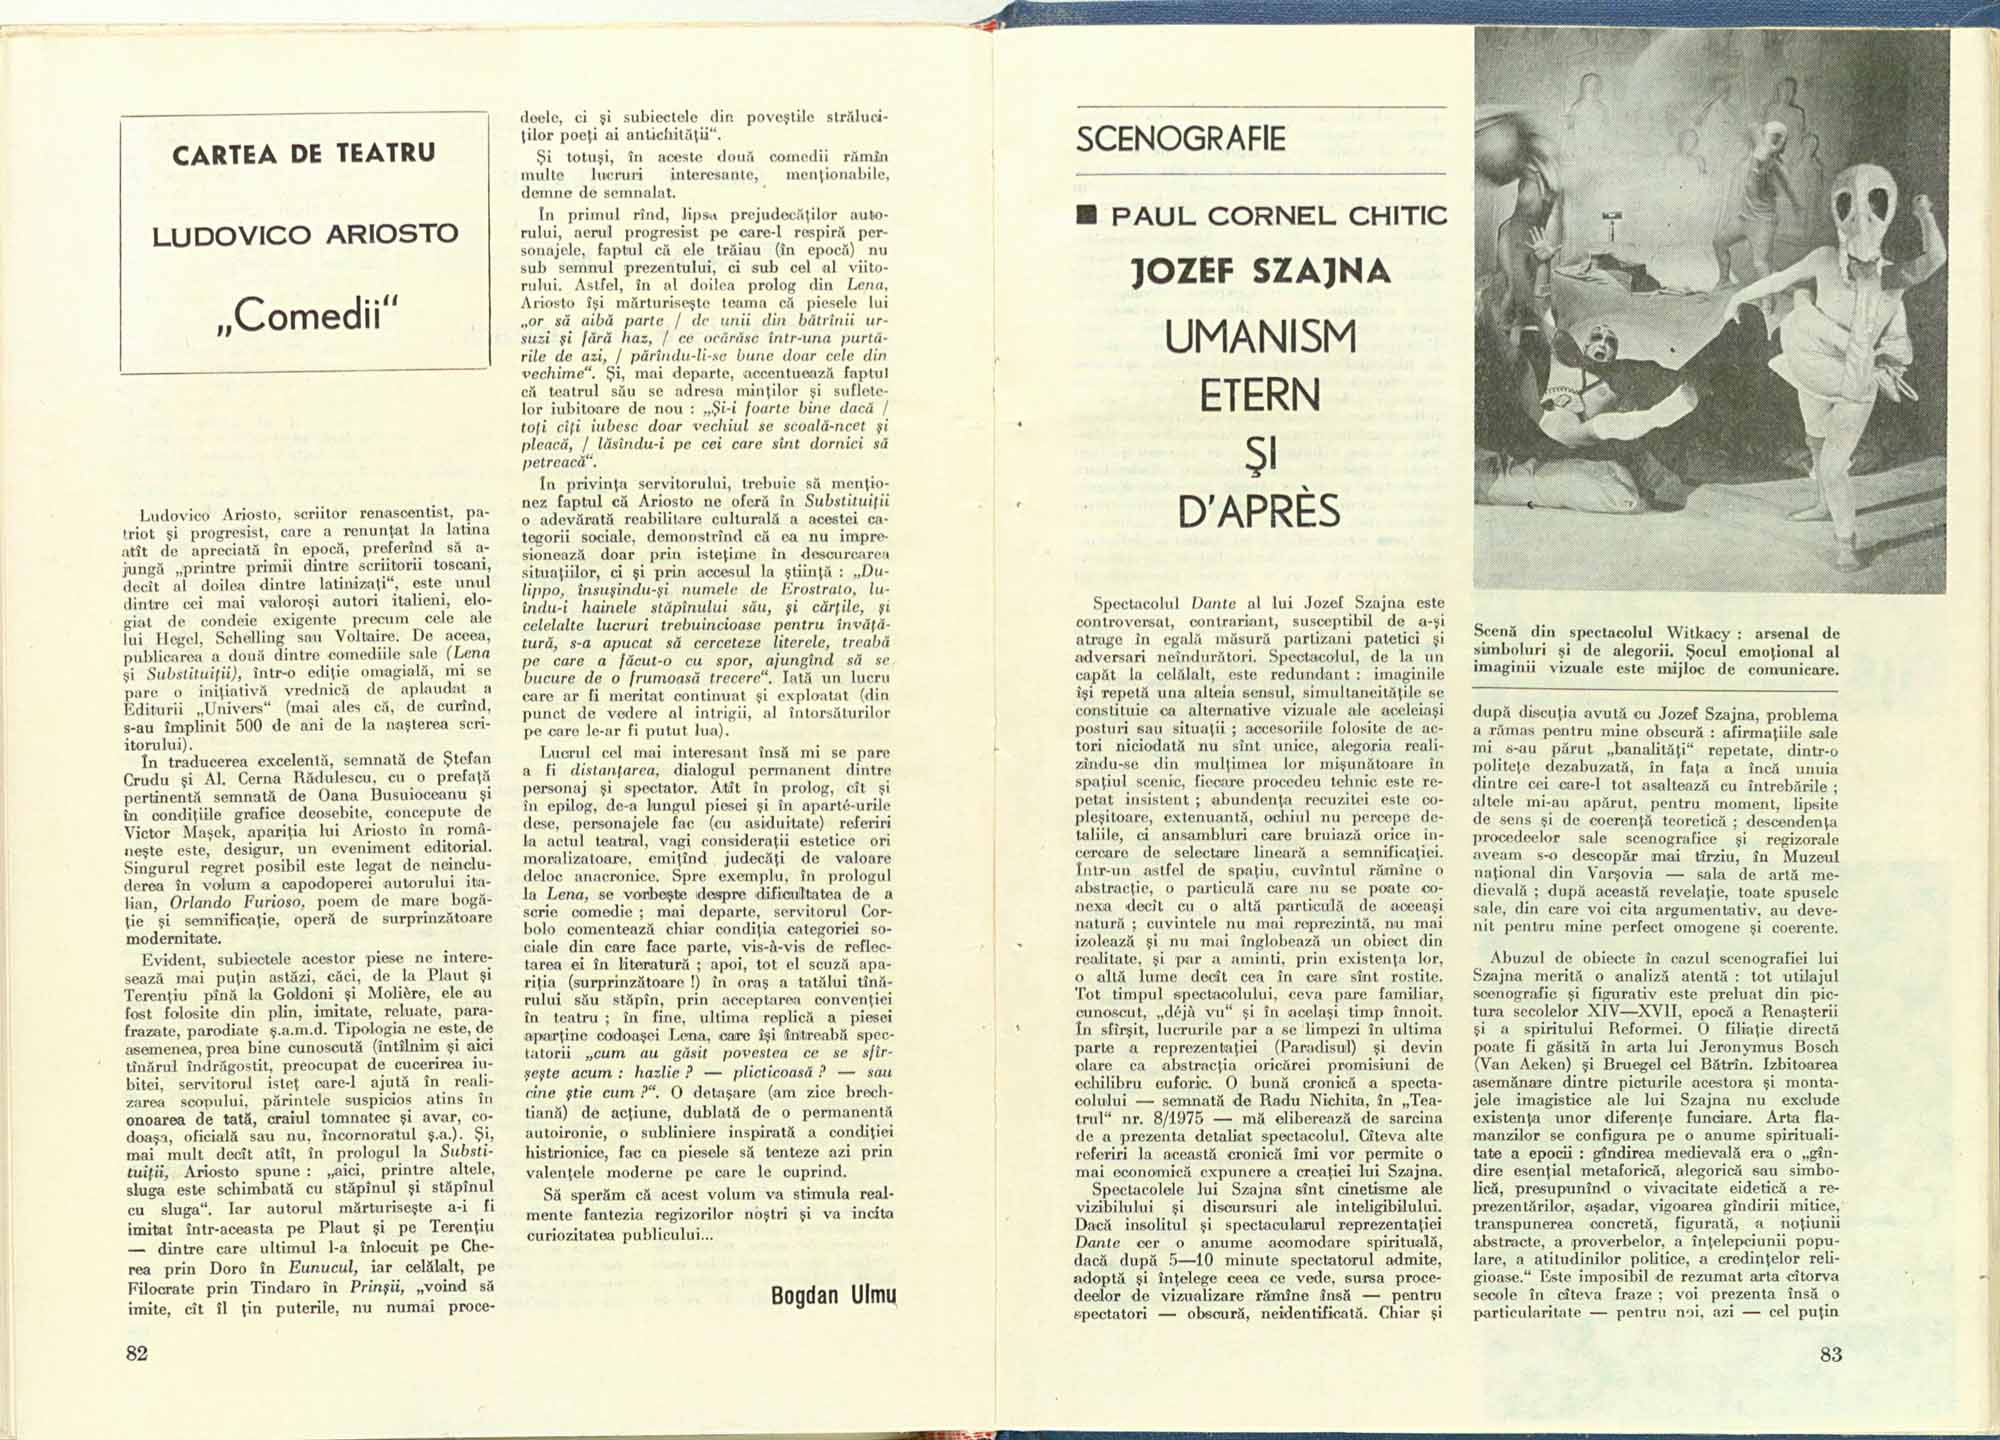 CARTEA DE TEATRU
LUDOVICO ARIOSTO
„Comedii“
Ludovico Ariosto, scriitor renascentist, pa-
triot şi progresist, care a renunţat la latina
atît de apreciată în epocă, preferînd să a-
jungă „printre primii dintre scriitorii toscani,
decît al doilea dintre latinizaţi“, este unul
dintre cei mai valoroşi autori italieni, elo-
giat de condeie exigente precum cele ale
lui Hegel, Schelling sau Voltaire. De aceea,
publicarea a două dintre comediile sale (Lena
şi Substituiţii), într-o ediţie omagială, mi se
pare o iniţiativă vrednică de aplaudat a
Editurii „Univers“ (mai ales că, de curînd,
s-au împlinit 500 de ani de la naşterea scri-
itorului).
In traducerea excelentă, semnată de Ştefan
Crudu şi Al. Cerna Rădulescu, cu o prefaţă
pertinentă semnată de Oana Busuioceanu şi
în condiţiile grafice deosebite, concepute de
Victor Maşek, apariţia lui Ariosto în româ-
neşte este, desigur, un eveniment editorial.
Singurul regret posibil este legat de neinclu-
derea în volum a capodoperei autorului ita-
lian, Orlando Furioso, poem de mare bogă-
ţie şi semnificaţie, operă de surprinzătoare
modernitate.
Evident, subiectele acestor piese ne intere-
sează mai puţin astăzi, căci, de la Plaut şi
Terenţiu pînă la Goldoni şi Molière, ele au
fost folosite din plin, imitate, reluate, para-
frazate, parodiate ş.a.m.d. Tipologia ne este, de
asemenea, prea bine cunoscută (întîlnim şi aici
tînărul îndrăgostit, preocupat de cucerirea iu-
bitei, servitorul isteţ care-l ajută în reali-
zarea scopului, părintele suspicios atins în
onoarea de tată, craiul tomnatec şi avar, co-
doaşa, oficială sau nu, încornoratul ş.a.). Şi,
mai mult decît atît, în prologul la Substi-
tuiţii, Ariosto spune : „aici, printre altele,
sluga este schimbată cu stăpînul şi stăpînul
cu sluga“. Iar autorul mărturiseşte a-i fi
imitat într-aceasta pe Plaut şi pe Terenţiu
— dintre care ultimul l-a înlocuit pe Che-
rea prin Doro în Eunucul, iar celălalt, pe
Filocrate prin Tindaro în Prinşii, „voind să
imite, cît îl ţin puterile, nu numai proce-
82
deele, ci şi subiectele din poveştile străluci-
ţilor poeţi ai antichităţii“.
Şi totuşi, în aceste două comedii rămîn
multe lucruri interesante, menţionabile,
demne de semnalat.
In primul rînd, lipsa prejudecăţilor auto-
rului, aerul progresist pe care-l respiră per-
sonajele, faptul că ele trăiau (în epocă) nu
sub semnul prezentului, ci sub cel al viito-
rului. Astfel, în al doilea prolog din Lena,
Ariosto îşi mărturiseşte teama că piesele lui
„or să aibă parte / de unii din bătrînii ur-
suzi şi fără haz, / ce ocărăsc într-una purtă-
rile de azi, / părîndu-li-se bune doar cele din
vechime“. Şi, mai departe, accentuează faptul
că teatrul său se adresa minţilor şi suflete-
lor iubitoare de nou : „Şi-i foarte bine dacă /
toţi cîţi iubesc doar vechiul se scoală-ncet şi
pleacă, / lăsîndu-i pe cei care sînt dornici să
petreacă“.
In privinţa servitorului, trebuie să menţio-
nez faptul că Ariosto ne oferă în Substituiţii
o adevărată reabilitare culturală a acestei ca-
tegorii sociale, demonstrînd că ea nu impre-
sionează doar prin isteţime în descurcarea
situaţiilor, ci şi prin accesul la ştiinţă : „Du-
lippo, însuşindu-şi numele de Erostrato, lu-
îndu-i hainele stăpînului său, şi cărţile, şi
celelalte lucruri trebuincioase pentru învăţă-
tură, s-a apucat să cerceteze literele, treabă
pe care a făcut-o cu spor, ajungînd să se
bucure de o frumoasă trecere“. Iată un lucru
care ar fi meritat continuat şi exploatat (din
punct de vedere al intrigii, al întorsăturilor
pe care le-ar fi putut lua).
Lucrul cel mai interesant însă mi se pare
a fi distanţarea, dialogul permanent dintre
personaj şi spectator. Atît în prolog, cît şi
în epilog, de-a lungul piesei şi în aparté-urile
dese, personajele fac (cu asiduitate) referiri
la actul teatral, vagi consideraţii estetice ori
moralizatoare, emiţînd judecăţi de valoare
deloc anacronice. Spre exemplu, în prologul
la Lena, se vorbeşte despre dificultatea de a
scrie comedie ; mai departe, servitorul Cor-
bolo comentează chiar condiţia categoriei so-
ciale din care face parte, vis-à-vis de reflec-
tarea ei în literatură ; apoi, tot el scuză apa-
riţia (surprinzătoare !) în oraş a tatălui tînă-
rului său stăpîn, prin acceptarea convenţiei
în teatru ; în fine, ultima replică a piesei
aparţine codoaşei Lena, care îşi întreabă spec-
tatorii „cum au găsit povestea ce se sfîr-
şeşte acum : hazlie ? — plicticoasă ? — sau
cine ştie cum ?“. O detaşare (am zice brech-
tiană) de acţiune, dublată de o permanentă
autoironie, o subliniere inspirată a condiţiei
histrionice, fac ca piesele să tenteze azi prin
valenţele moderne pe care le cuprind.
Să sperăm că acest volum va stimula real-
mente fantezia regizorilor noştri şi va incita
curiozitatea publicului...
Bogdan Ulmu
SCENOGRAFIE
■ PAUL CORNEL CHITIC
JOZEF SZAJNA
UMANISM
ETERN
ŞI
D'APRÈS
Spectacolul Dante al lui Jozef Szajna este
controversat, contrariant, susceptibil de a-şi
atrage în egală măsură partizani patetici şi
adversari neîndurători. Spectacolul, de la un
capăt la celălalt, este redundant : imaginile
îşi repetă una alteia sensul, simultaneităţile se
constituie ca alternative vizuale ale aceleiaşi
posturi sau situaţii ; accesoriile folosite de ac-
tori niciodată nu sînt unice, alegoria reali-
zîndu-se din mulţimea lor mişunătoare în
spaţiul scenic, fiecare procedeu tehnic este re-
petat insistent ; abundenţa recuzitei este co-
pleşitoare, extenuantă, ochiul nu percepe de-
taliile, ci ansambluri care bruiază orice în-
cercare de selectare lineară a semnificaţiei.
Intr-un astfel de spaţiu, cuvîntul rămîne o
abstracţie, o particulă care nu se poate co-
nexa decît cu o altă particulă de aceeaşi
natură ; cuvintele nu mai reprezintă, nu mai
izolează şi nu mai înglobează un obiect din
realitate, şi par a aminti, prin existenţa lor,
o altă lume decît cea în care sînt rostite.
Tot timpul spectacolului, ceva pare familiar,
cunoscut, „déjà vu“ şi în acelaşi timp înnoit.
În sfîrşit, lucrurile par a se limpezi în ultima
parte a reprezentaţiei (Paradisul) şi devin
clare ca abstracţia oricărei promisiuni de
echilibru euforic. O bună cronică a specta-
colului — semnată de Radu Nichita, în „Tea-
trul“ nr. 8/1975 — mă eliberează de sarcina
de a prezenta detaliat spectacolul. Cîteva alte
referiri la această cronică îmi vor permite o
mai economică expunere a creaţiei lui Szajna.
Spectacolele lui Szajna sînt cinetisme ale
vizibilului şi discursuri ale inteligibilului.
Dacă insolitul şi spectacularul reprezentaţiei
Dante cer o anume acomodare spirituală,
dacă după 5—10 minute spectatorul admite,
adoptă şi înţelege ceea ce vede, sursa proce-
deelor de vizualizare rămîne însă — pentru
spectatori — obscură, neidentificată. Chiar şi
Scenă din spectacolul Witkacy : arsenal de
simboluri şi de alegorii. Şocul emoţional al
imaginii vizuale este mijloc de comunicare.
după discuţia avută cu Jozef Szajna, problema
a rămas pentru mine obscură : afirmaţiile sale
mi s-au părut „banalităţi“ repetate, dintr-o
politeţe dezabuzată, în faţa a încă unuia
dintre cei care-l tot asaltează cu întrebările ;
altele mi-au apărut, pentru moment, lipsite
de sens şi de coerenţă teoretică ; descendenţa
procedeelor sale scenografice şi regizorale
aveam s-o descopăr mai tîrziu, în Muzeul
naţional din Varşovia — sala de artă me-
dievală ; după această revelaţie, toate spusele
sale, din care voi cita argumentativ, au deve-
nit pentru mine perfect omogene şi coerente.
Abuzul de obiecte în cazul scenografiei lui
Szajna merită o analiză atentă : tot utilajul
scenografic şi figurativ este preluat din pic-
tura secolelor XIV—XVII, epocă a Renaşterii
şi a spiritului Reformei. O filiaţie directă
poate fi găsită în arta lui Jeronymus Bosch
(Van Aeken) şi Bruegel cel Bătrîn. Izbitoarea
asemănare dintre picturile acestora şi monta-
jele imagistice ale lui Szajna nu exclude
existenţa unor diferenţe funciare. Arta fla-
manzilor se configura pe o anume spirituali-
tate a epocii : gîndirea medievală era o „gîn-
dire esenţial metaforică, alegorică sau simbo-
lică, presupunînd o vivacitate eidetică a re-
prezentărilor, aşadar, vigoarea gîndirii mitice,
transpunerea concretă, figurată, a noţiunii
abstracte, a proverbelor, a înţelepciunii popu-
lare, a atitudinilor politice, a credinţelor reli-
gioase.“ Este imposibil de rezumat arta cîtorva
secole în cîteva fraze ; voi prezenta însă o
particularitate — pentru noi, azi — cel puţin
83